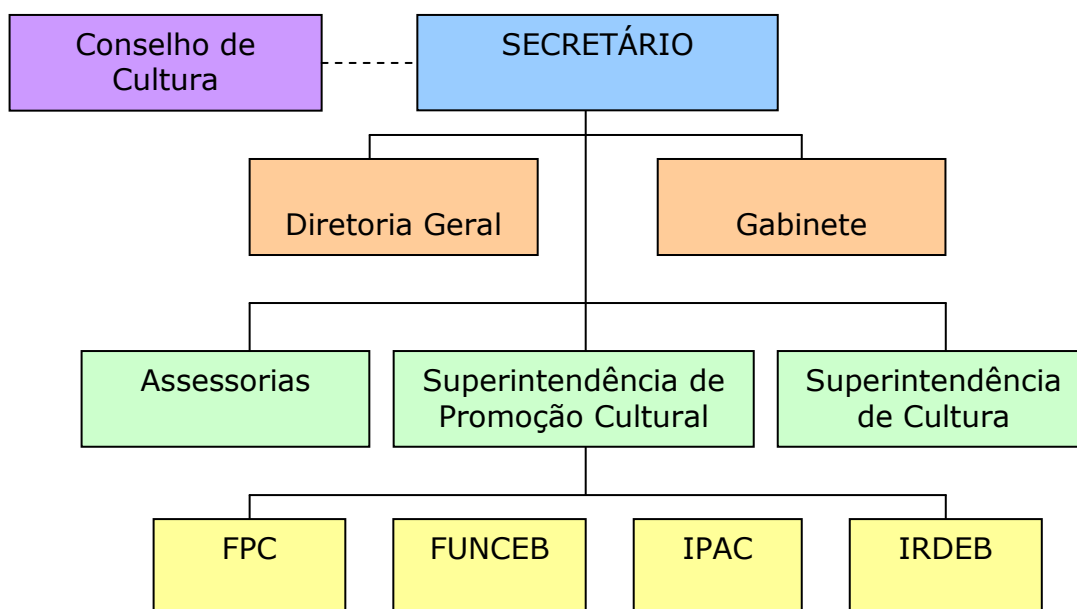 Conselho de
Cultura
SECRETÁRIO
Diretoria Geral
Gabinete
Assessorias
Superintendência de
Promoção Cultural
Superintendência
de Cultura
FPC
FUNCEB
IPAC
IRDEB